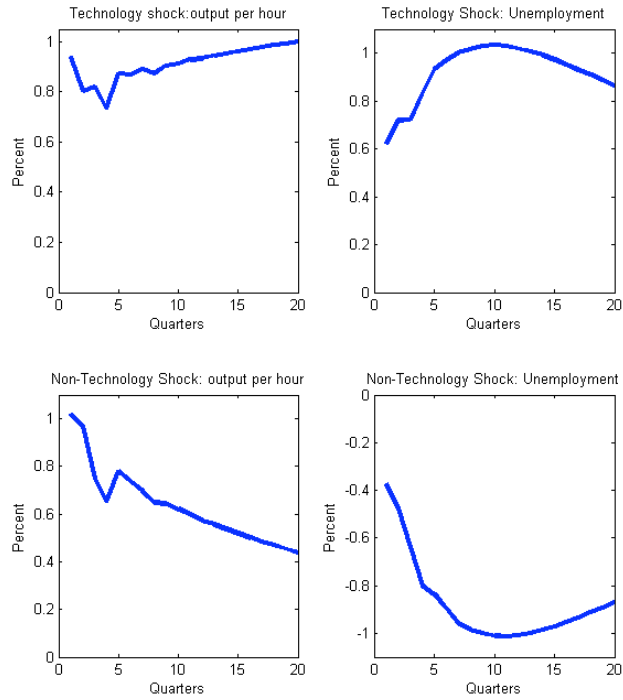 Technology shock:output per hour
1
0.8
0.6
0.4
0.2
0
Percent
0 5 10 15 20
Quarters
Technology Shock: Unemployment
1
0.8
0.6
0.4
0.2
0
Percent
0 5 10 15 20
Quarters
Non-Technology Shock: output per hour
1
0.8
0.6
0.4
0.2
0
Percent
0 5 10 15 20
Quarters
Non-Technology Shock: Unemployment
0
-0.2
-0.4
-0.6
-0.8
-1
Percent
0 5 10 15 20
Quarters